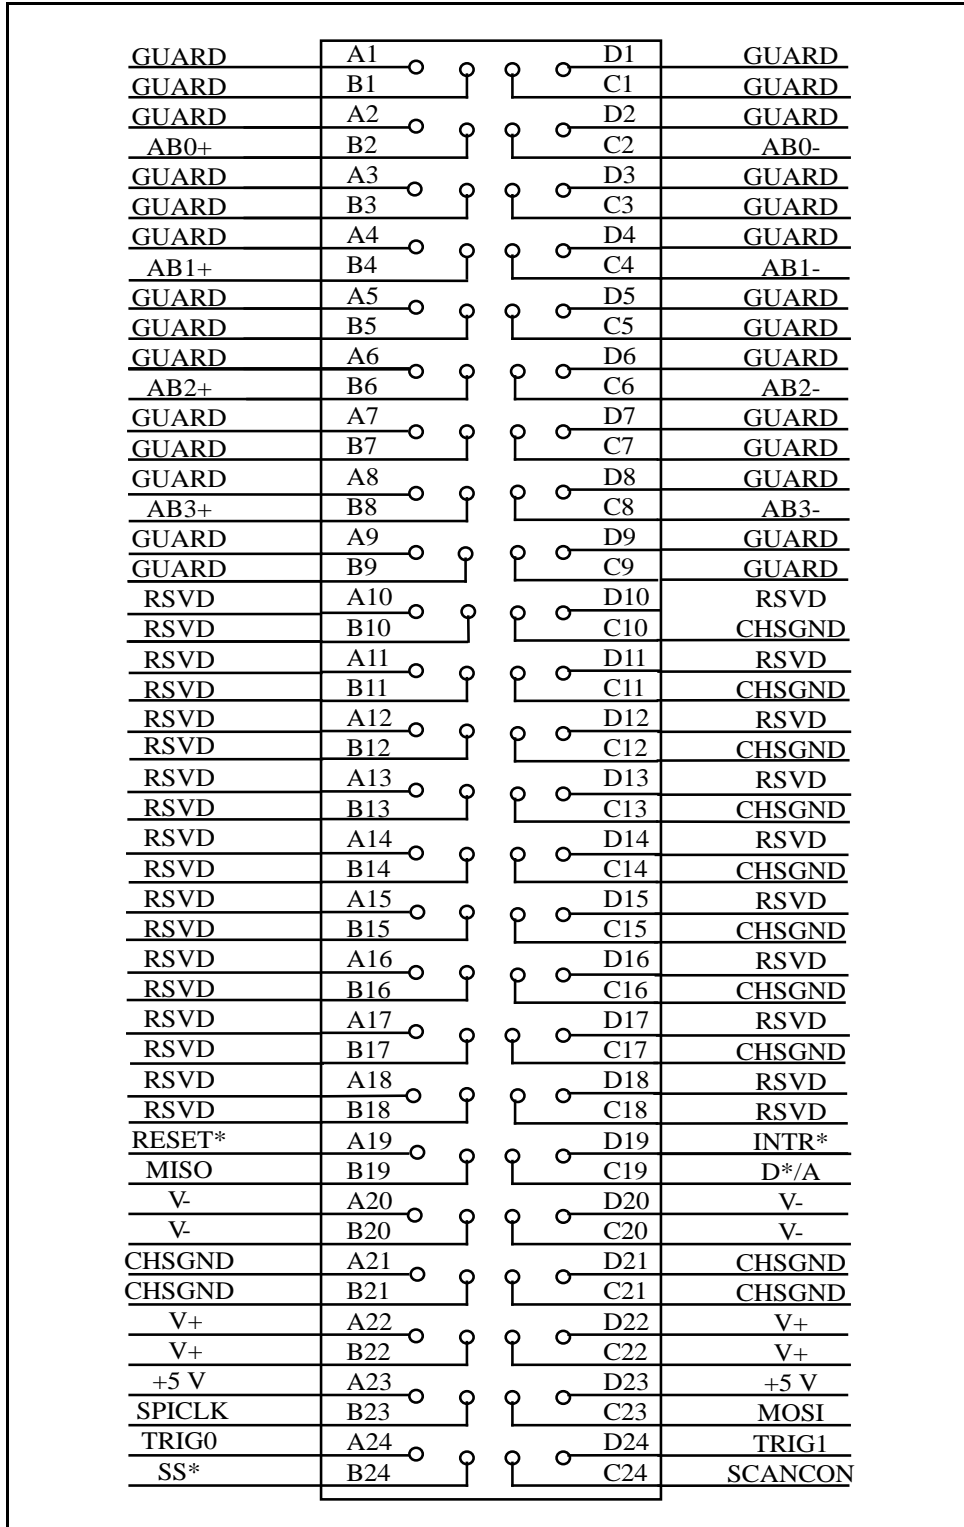 GUARD A1 D1 GUARD
GUARD B1 C1 GUARD
GUARD A2 D2 GUARD
AB0+ B2 C2 AB0-
GUARD A3 D3 GUARD
GUARD B3 C3 GUARD
GUARD A4 D4 GUARD
AB1+ B4 C4 AB1-
GUARD A5 D5 GUARD
GUARD B5 C5 GUARD
GUARD A6 D6 GUARD
AB2+ B6 C6 AB2-
GUARD A7 D7 GUARD
GUARD B7 C7 GUARD
GUARD A8 D8 GUARD
AB3+ B8 C8 AB3-
GUARD A9 D9 GUARD
GUARD B9 C9 GUARD
RSVD A10 D10 RSVD
RSVD B10 C10 CHSGND
RSVD A11 D11 RSVD
RSVD B11 C11 CHSGND
RSVD A12 D12 RSVD
RSVD B12 C12 CHSGND
RSVD A13 D13 RSVD
RSVD B13 C13 CHSGND
RSVD A14 D14 RSVD
RSVD B14 C14 CHSGND
RSVD A15 D15 RSVD
RSVD B15 C15 CHSGND
RSVD A16 D16 RSVD
RSVD B16 C16 CHSGND
RSVD A17 D17 RSVD
RSVD B17 C17 CHSGND
RSVD A18 D18 RSVD
RSVD B18 C18 RSVD
RESET* A19 D19 INTR*
MISO B19 C19 D*/A
V- A20 D20 V-
V- B20 C20 V-
CHSGND A21 D21 CHSGND
CHSGND B21 C21 CHSGND
V+ A22 D22 V+
V+ B22 C22 V+
+5 V A23 D23 +5 V
SPICLK B23 C23 MOSI
TRIG0 A24 D24 TRIG1
SS* B24 C24 SCANCON